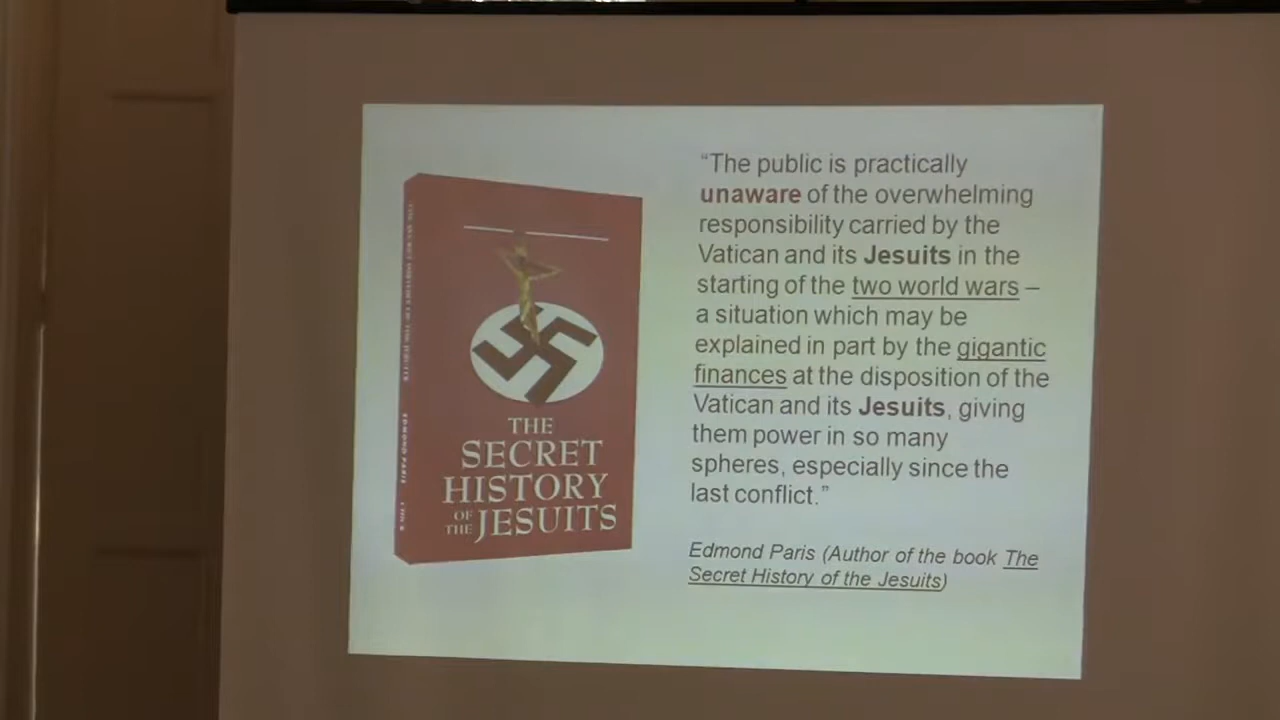 THE
SECRET
HISTORY
OF THE JESUITS
EDMOND PARIS
“The public is practically
unaware of the overwhelming
responsibility carried by the
Vatican and its Jesuits in the
starting of the two world wars –
a situation which may be
explained in part by the gigantic
finances at the disposition of the
Vatican and its Jesuits, giving
them power in so many
spheres, especially since the
last conflict.”
Edmond Paris (Author of the book The
Secret History of the Jesuits)